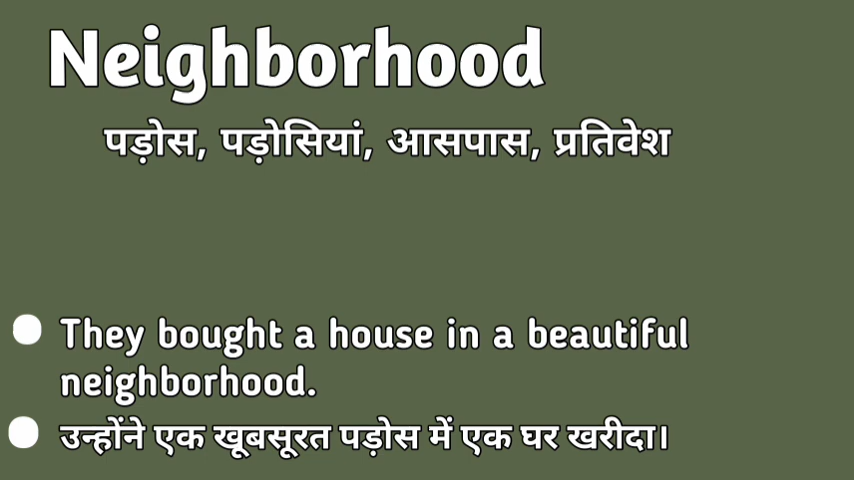 Neighborhood
पड़ोस, पड़ोसियां, आसपास, प्रतिवेश
They bought a house in a beautiful
neighborhood.
उन्होंने एक खूबसूरत पड़ोस में एक घर खरीदा।